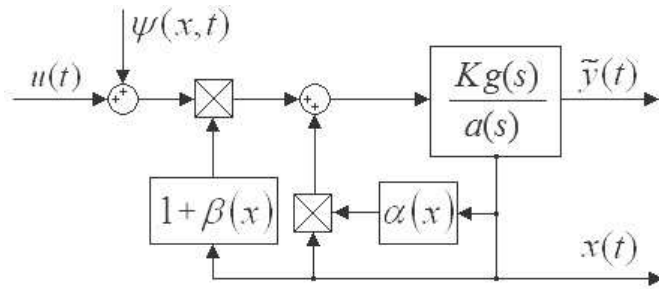 ψ(x,t)
u(t)
++
++
Kg(s)
a(s)
ỹ(t)
1+β(x)
α(x)
x(t)